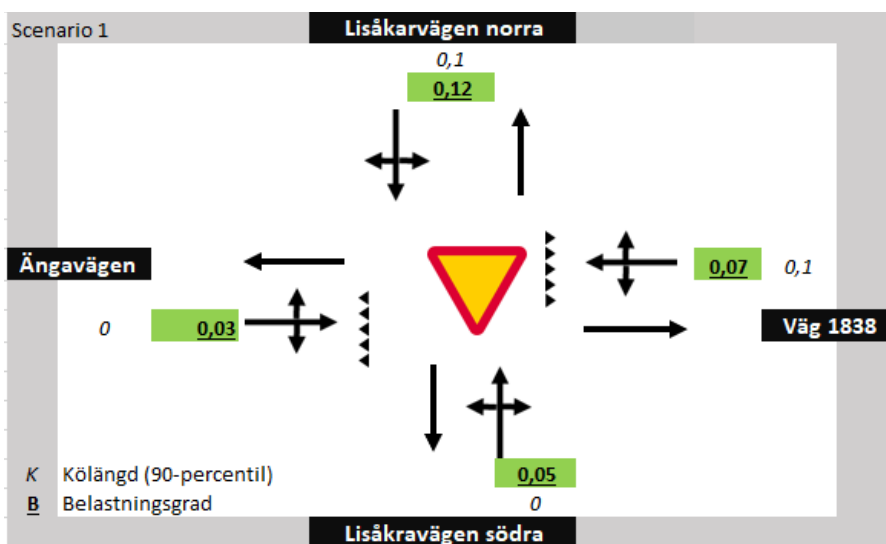 Scenario 1
Lisåkarvägen norra
0,1
0,12
Ängavägen
0,07 0,1
0 0,03
Väg 1838
K Kölängd (90-percentil)
0,05
B Belastningsgrad
0
Lisåkravägen södra